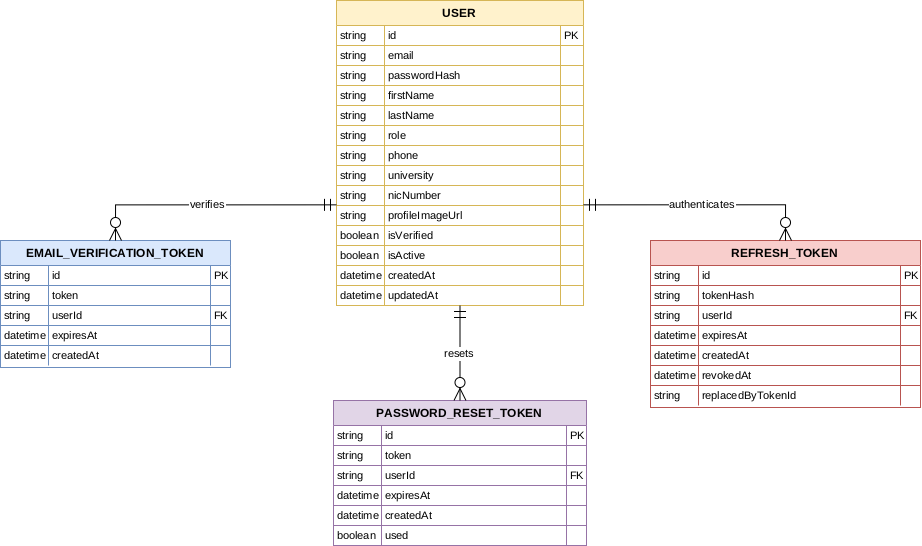 USER
string id PK
string email
string passwordHash
string firstName
string lastName
string role
string phone
string university
string nicNumber
string profileImageUrl
boolean isVerified
boolean isActive
datetime createdAt
datetime updatedAt
verifies
authenticates
resets
EMAIL_VERIFICATION_TOKEN
string id PK
string token
string userId FK
datetime expiresAt
datetime createdAt
REFRESH_TOKEN
string id PK
string tokenHash
string userId FK
datetime expiresAt
datetime createdAt
datetime revokedAt
string replacedByTokenId
PASSWORD_RESET_TOKEN
string id PK
string token
string userId FK
datetime expiresAt
datetime createdAt
boolean used